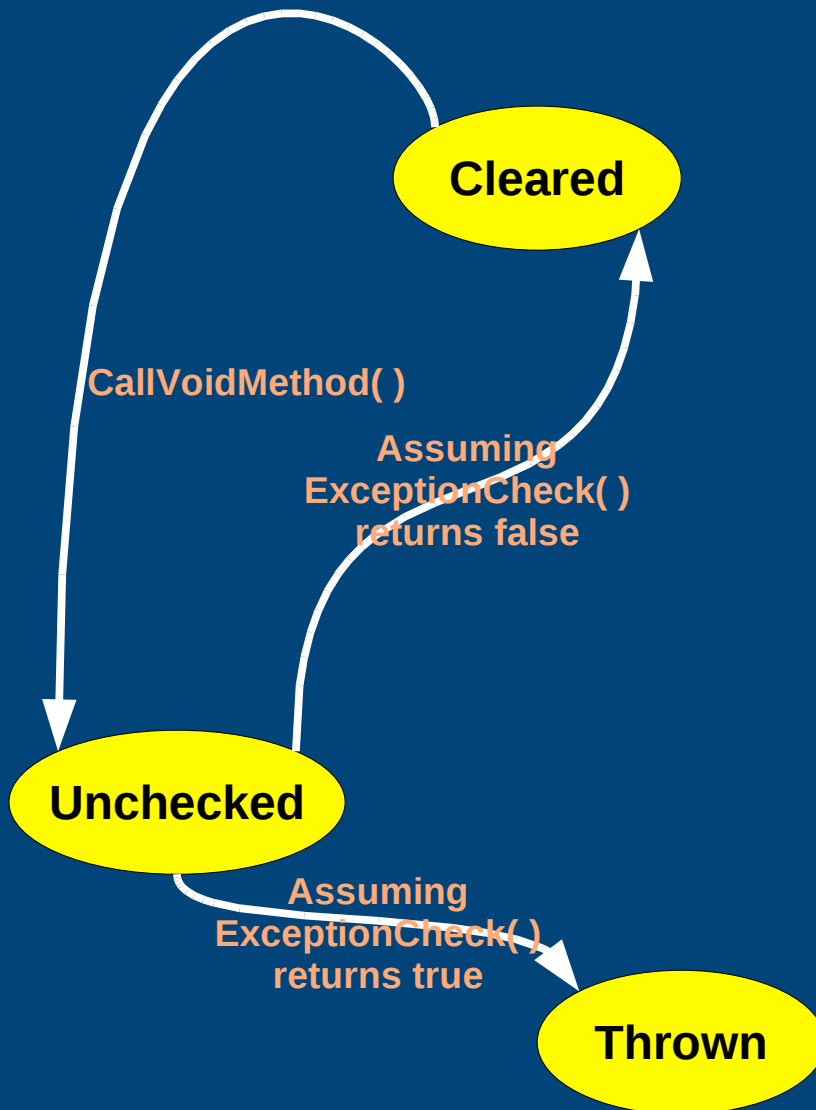 Cleared
CallVoidMethod( )
Assuming
ExceptionCheck( )
returns false
Unchecked
Assuming
ExceptionCheck( )
returns true
Thrown